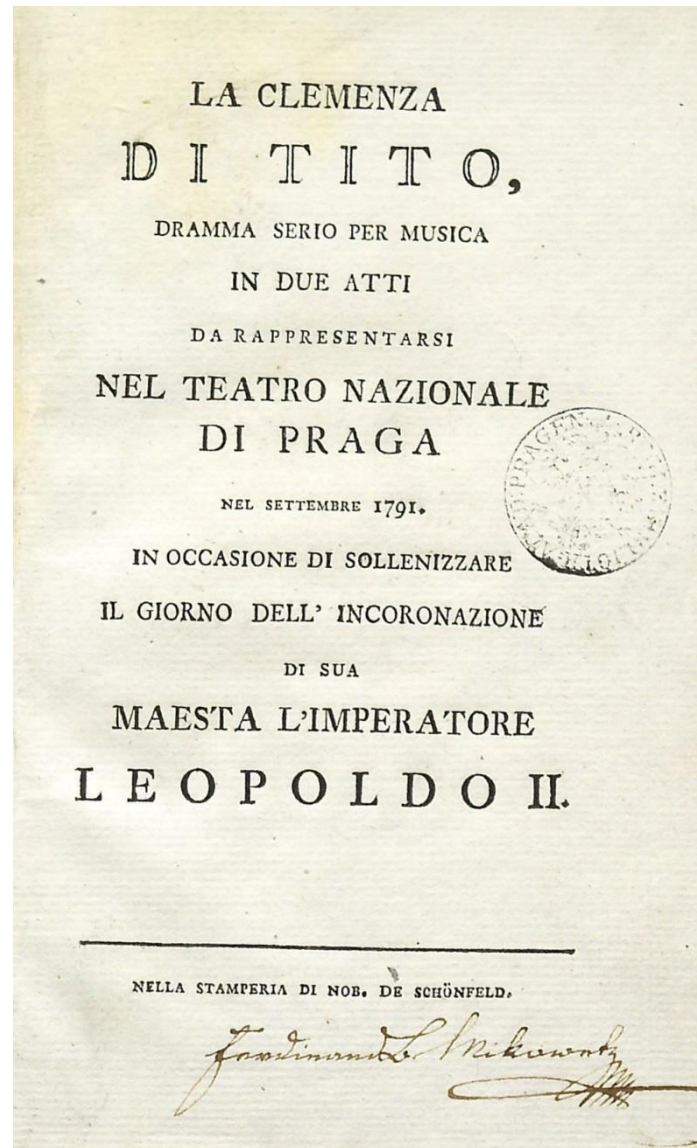 LA CLEMENZA
DI TITO,
DRAMMA SERIO PER MUSICA
IN DUE ATTI
DA RAPPRESENTARSI
NEL TEATRO NAZIONALE
DI PRAGA
NEL SETTEMBRE 1791.
IN OCCASIONE DI SOLLENIZZARE
IL GIORNO DELL' INCORONAZIONE
DI SUA
MAESTA L'IMPERATORE
LEOPOLDO II.
NELLA STAMPERIA DI NOB. DE SCHÖNFELD.
Ferdinand B. Mikowetz